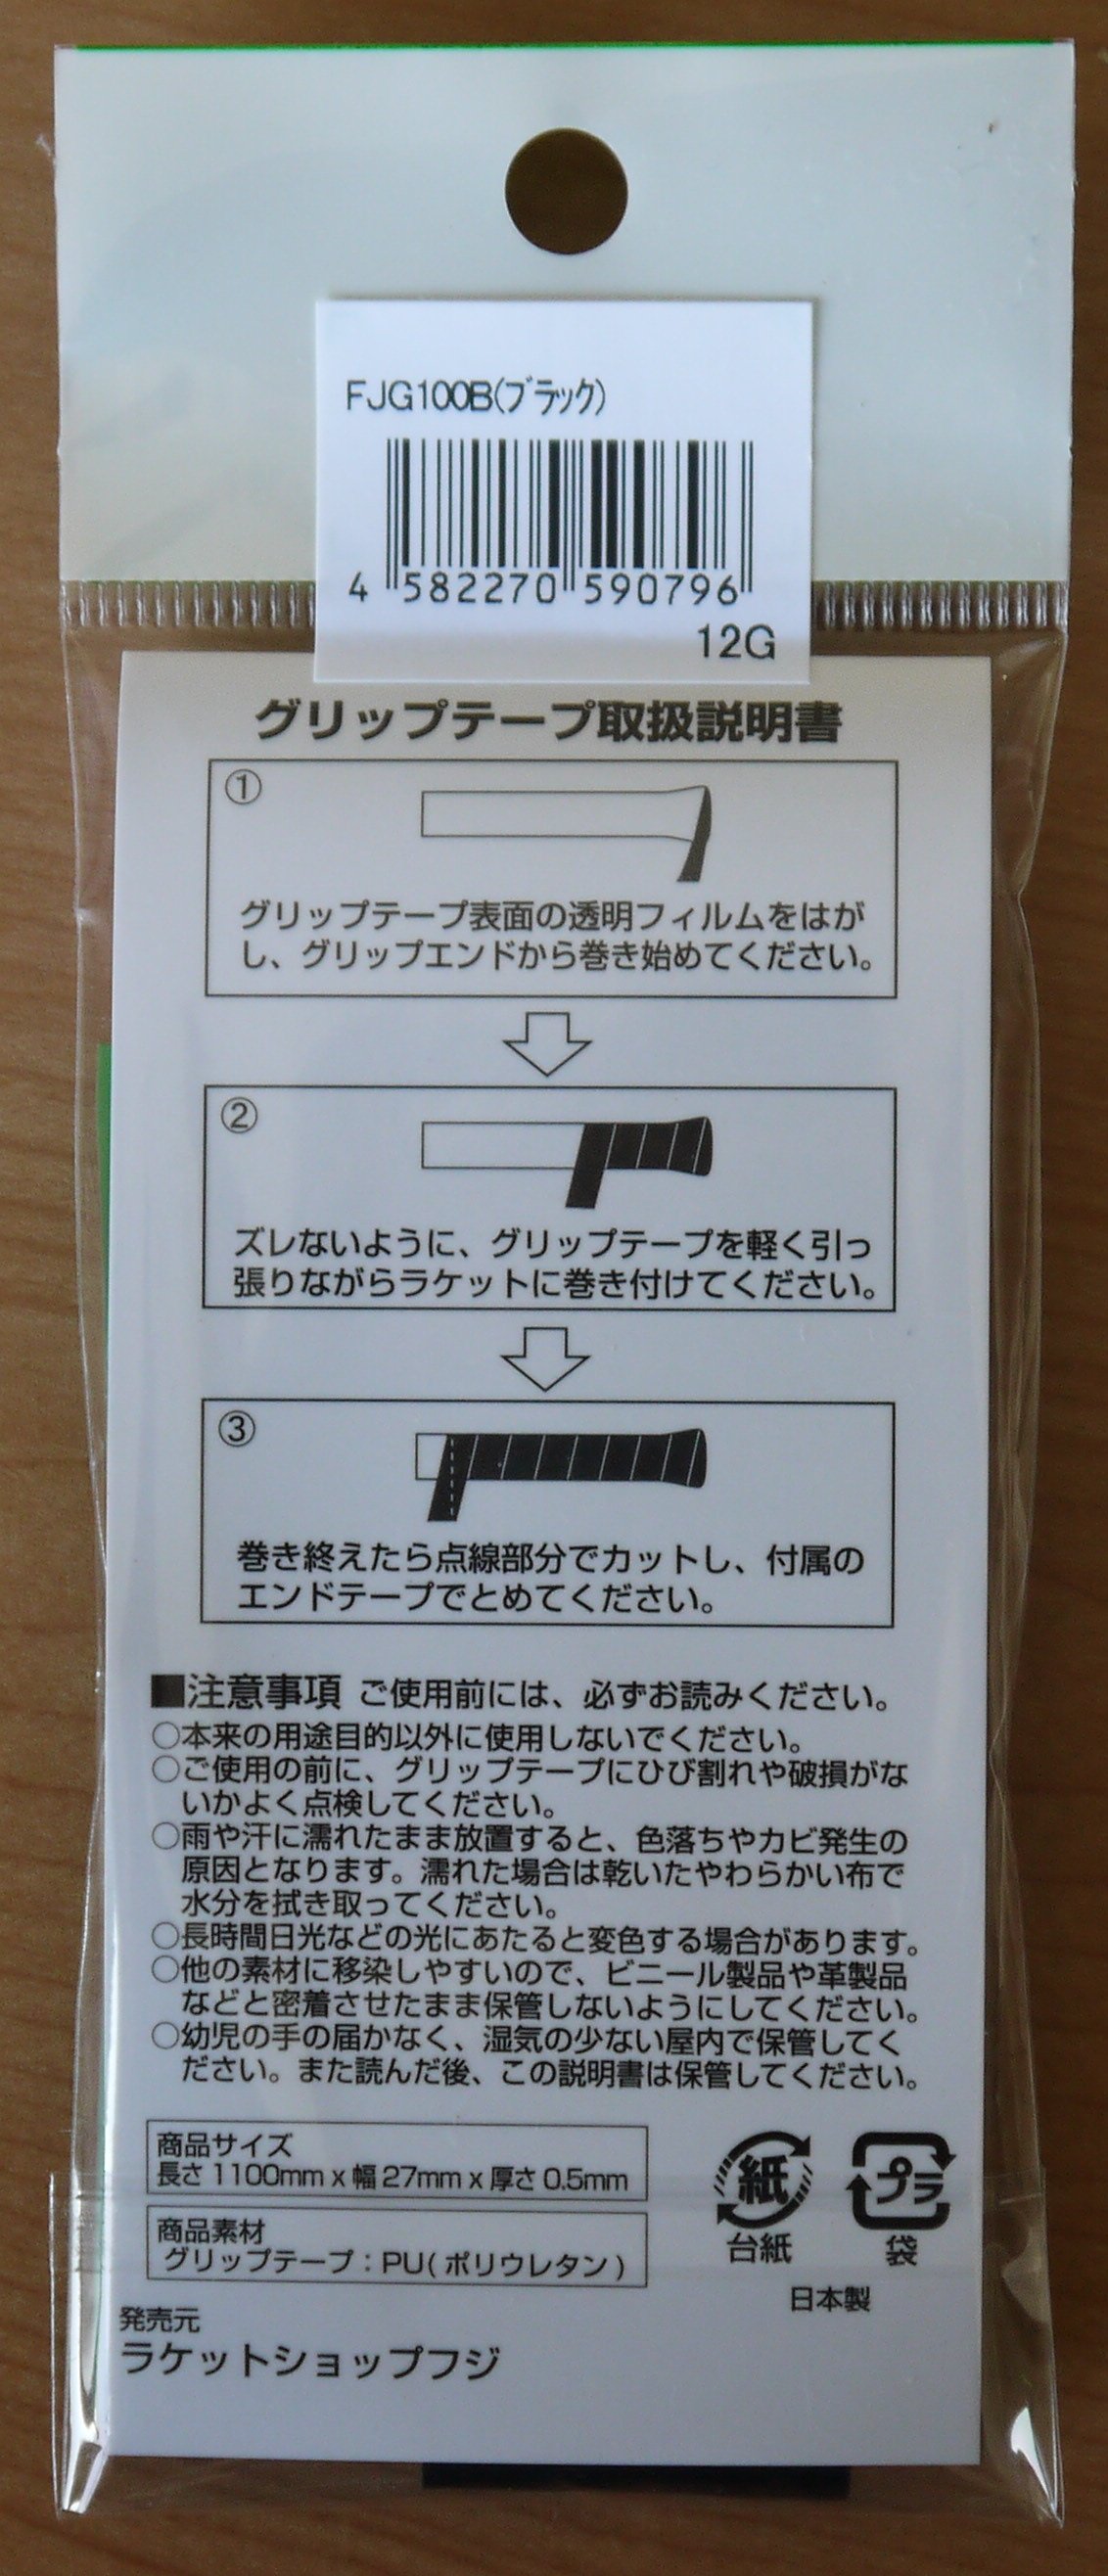 FJG100B(ブラック)
4 582270 590796
12G
グリップテープ取扱説明書
①
グリップテープ表面の透明フィルムをはが
し、グリップエンドから巻き始めてください。
②
ズレないように、グリップテープを軽く引っ
張りながらラケットに巻き付けてください。
③
巻き終えたら点線部分でカットし、付属の
エンドテープでとめてください。
■注意事項 ご使用前には、必ずお読みください。
○本来の用途目的以外に使用しないでください。
○ご使用の前に、グリップテープにひび割れや破損がな
いかよく点検してください。
○雨や汗に濡れたまま放置すると、色落ちやカビ発生の
原因となります。濡れた場合は乾いたやわらかい布で
水分を拭き取ってください。
○長時間日光などの光にあたると変色する場合があります。
○他の素材に移染しやすいので、ビニール製品や革製品
などと密着させたまま保管しないようにしてください。
○幼児の手の届かなく、湿気の少ない屋内で保管してく
ださい。また読んだ後、この説明書は保管してください。
商品サイズ
長さ1100mm x 幅27mm x 厚さ0.5mm
商品素材
グリップテープ：PU(ポリウレタン)
紙
台紙
プラ
袋
日本製
発売元
ラケットショップフジ